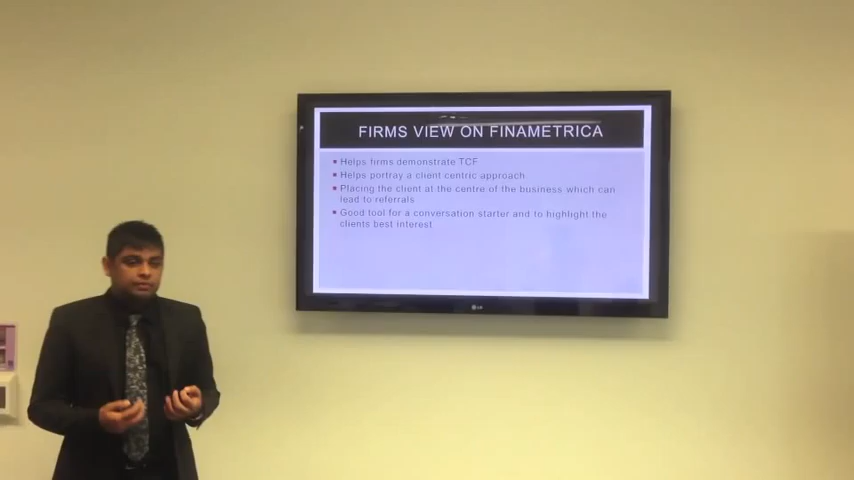 FIRMS VIEW ON FINAMETRICA
▪ Helps firms demonstrate TCF
▪ Helps portray a client centric approach
▪ Placing the client at the centre of the business which can
lead to referrals
▪ Good tool for a conversation starter and to highlight the
clients best interest
LG